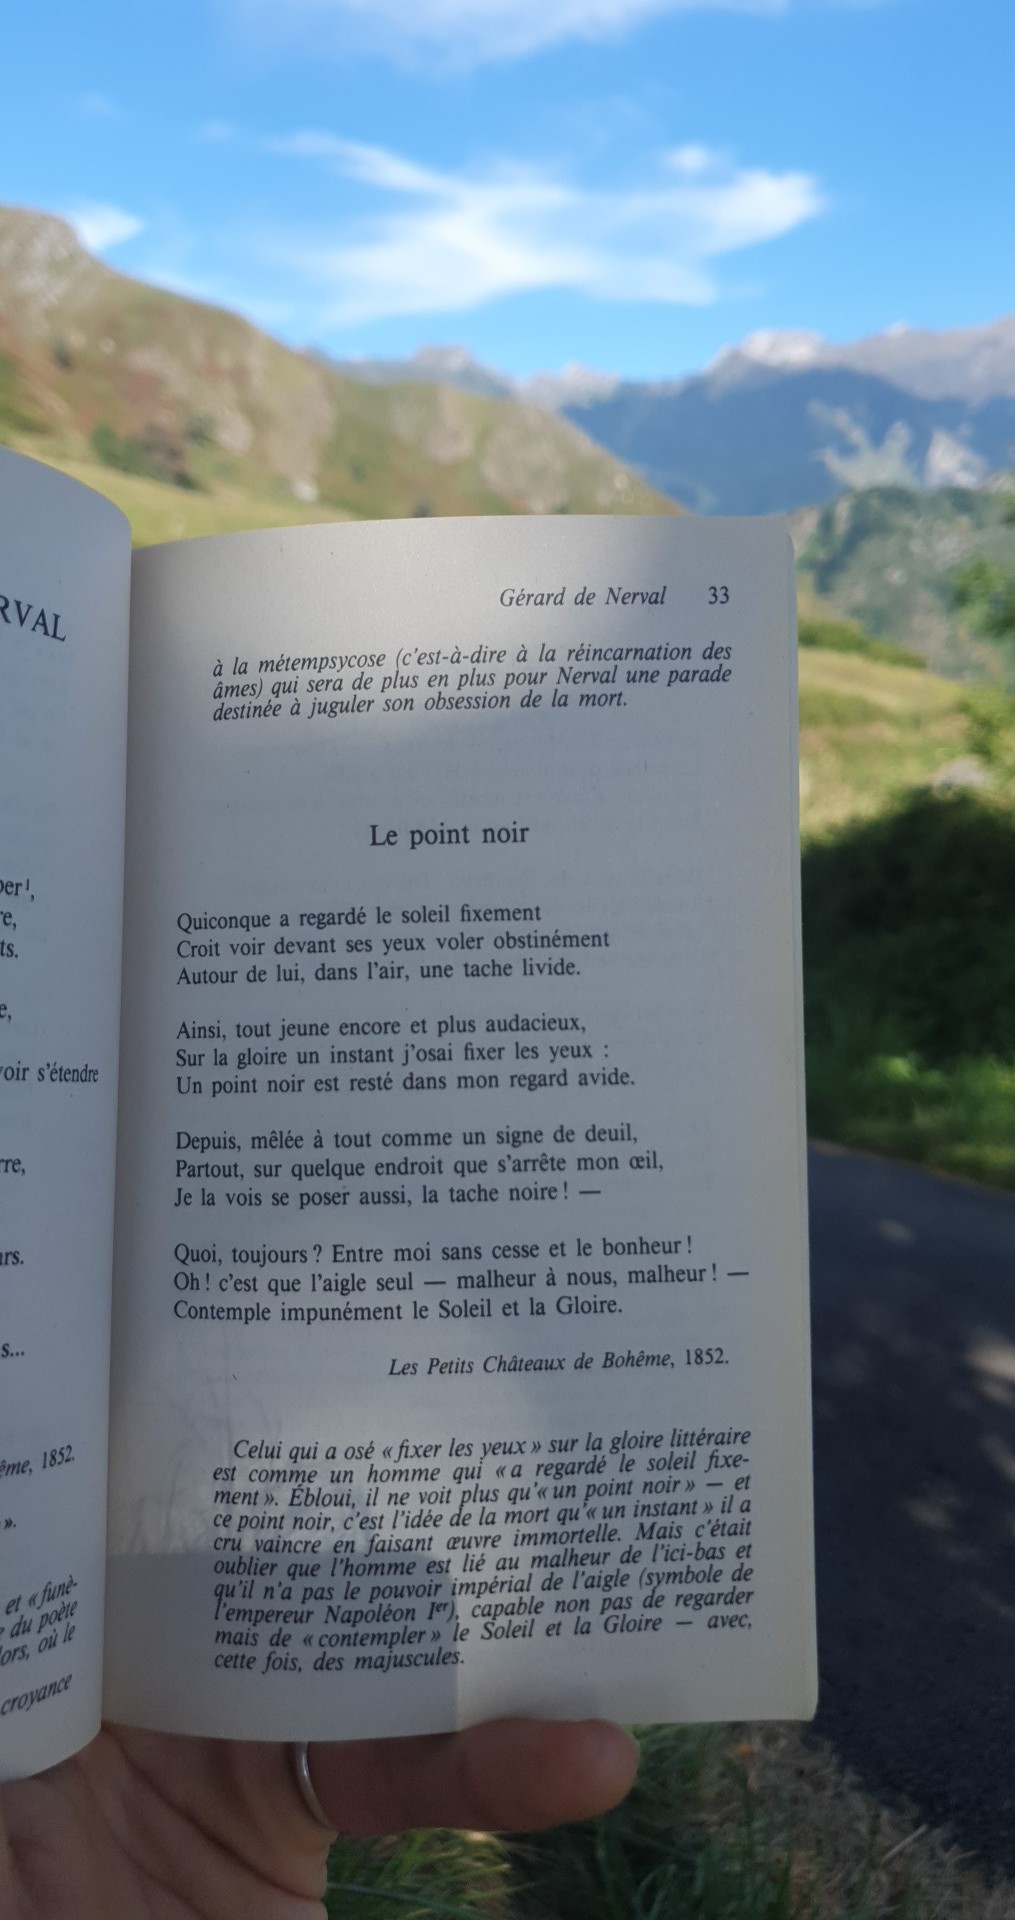 RVAL
s'étendre
ême, 1852.
».
et « funè-
du poète
où le
croyance
Gérard de Nerval 33
à la métempsycose (c'est-à-dire à la réincarnation des
âmes) qui sera de plus en plus pour Nerval une parade
destinée à juguler son obsession de la mort.
Le point noir
Quiconque a regardé le soleil fixement
Croit voir devant ses yeux voler obstinément
Autour de lui, dans l'air, une tache livide.
Ainsi, tout jeune encore et plus audacieux,
Sur la gloire un instant j'osai fixer les yeux :
Un point noir est resté dans mon regard avide.
Depuis, mêlée à tout comme un signe de deuil,
Partout, sur quelque endroit que s'arrête mon œil,
Je la vois se poser aussi, la tache noire ! —
Quoi, toujours ? Entre moi sans cesse et le bonheur !
Oh ! c'est que l'aigle seul — malheur à nous, malheur ! —
Contemple impunément le Soleil et la Gloire.
Les Petits Châteaux de Bohême, 1852.
Celui qui a osé « fixer les yeux » sur la gloire littéraire
est comme un homme qui « a regardé le soleil fixe-
ment ». Ébloui, il ne voit plus qu'« un point noir » — et
ce point noir, c'est l'idée de la mort qu'« un instant » il a
cru vaincre en faisant œuvre immortelle. Mais c'était
oublier que l'homme est lié au malheur de l'ici-bas et
qu'il n'a pas le pouvoir impérial de l'aigle (symbole de
l'empereur Napoléon Iᵉʳ), capable non pas de regarder
mais de « contempler » le Soleil et la Gloire — avec,
cette fois, des majuscules.